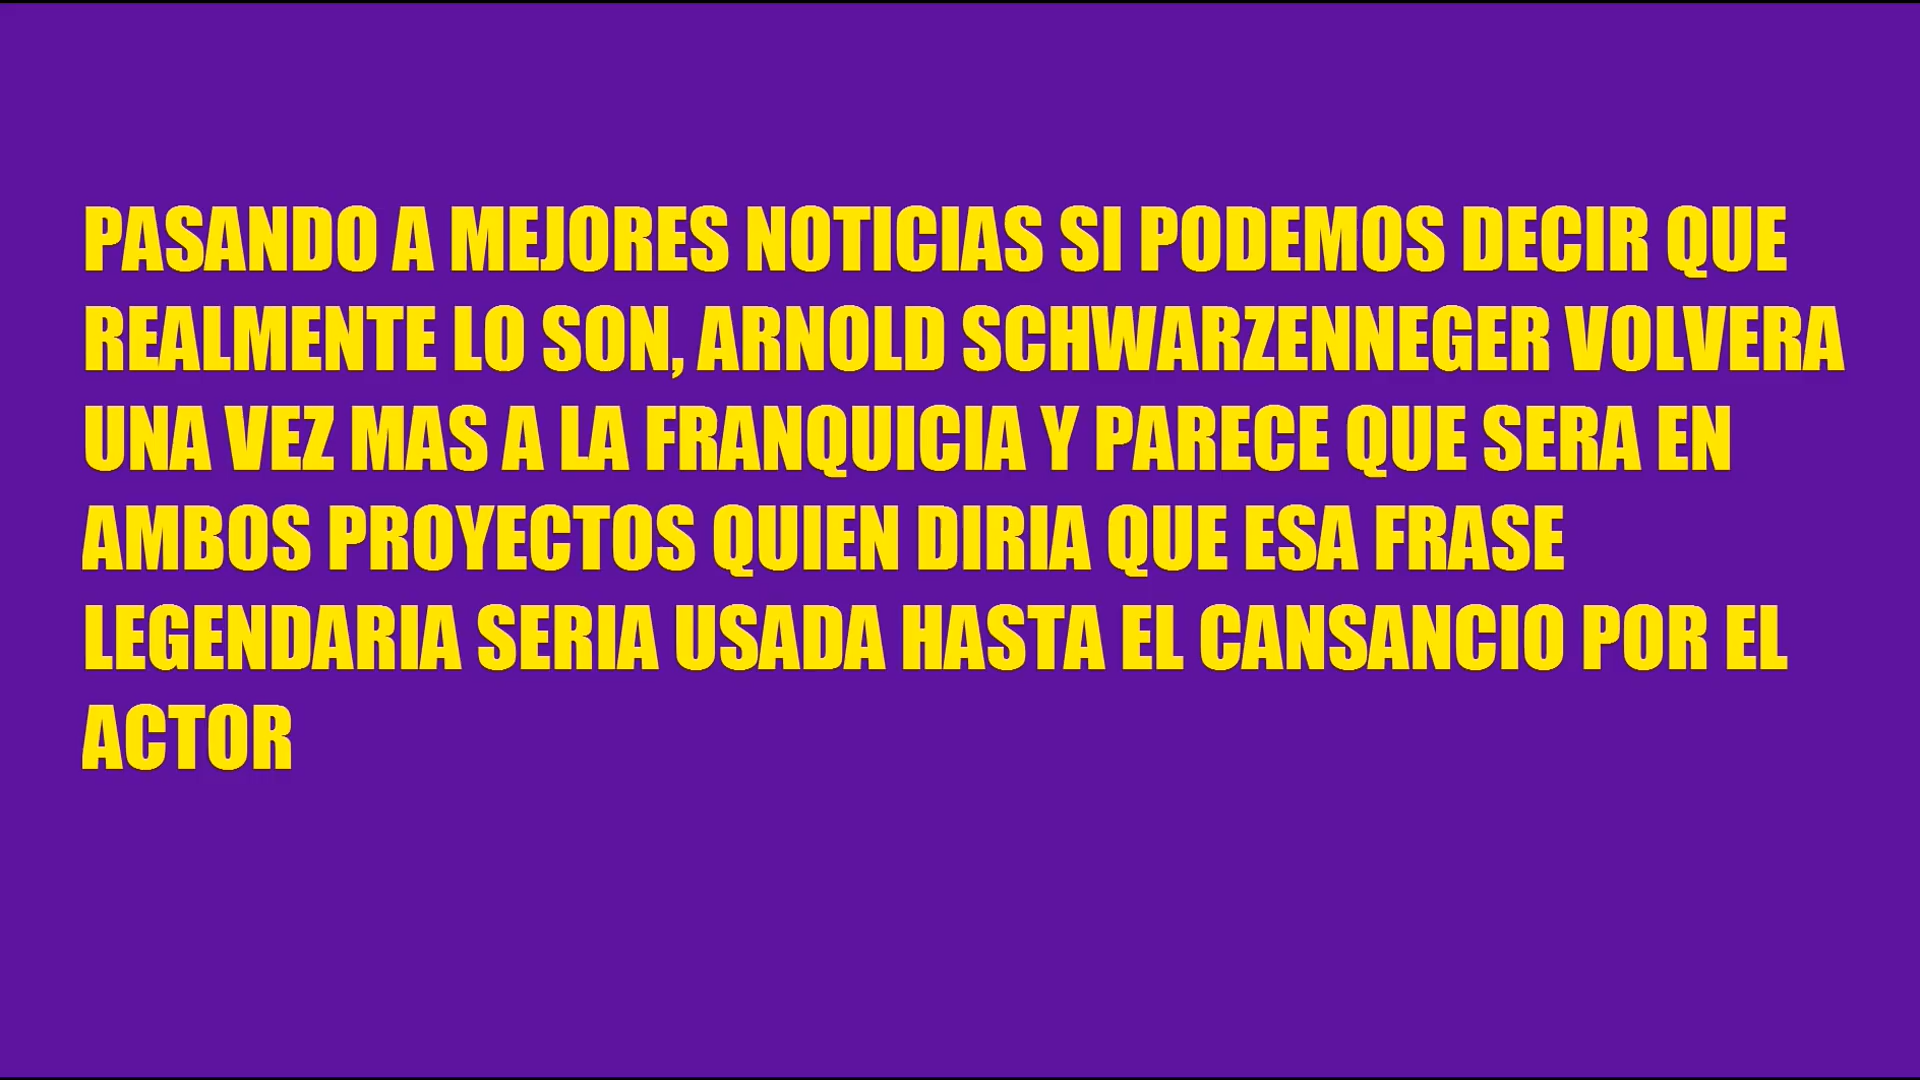 PASANDO A MEJORES NOTICIAS SI PODEMOS DECIR QUE
REALMENTE LO SON, ARNOLD SCHWARZENNEGER VOLVERA
UNA VEZ MAS A LA FRANQUICIA Y PARECE QUE SERA EN
AMBOS PROYECTOS QUIEN DIRIA QUE ESA FRASE
LEGENDARIA SERIA USADA HASTA EL CANSANCIO POR EL
ACTOR